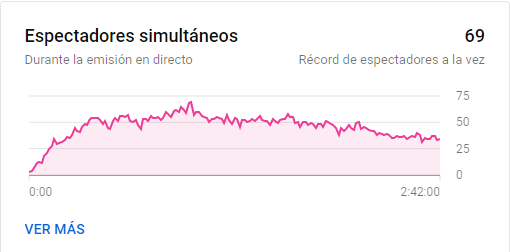 Espectadores simultáneos 69
Durante la emisión en directo Récord de espectadores a la vez
75
50
25
0
0:00 2:42:00
VER MÁS